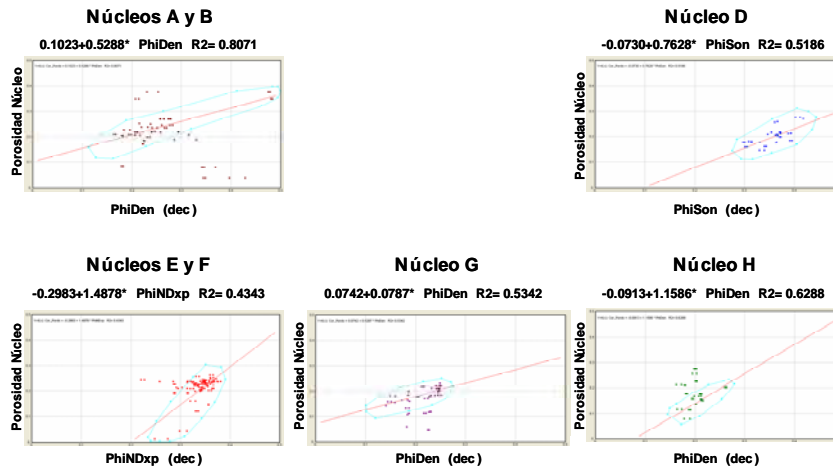 Núcleos A y B
0.1023+0.5288* PhiDen R2= 0.8071
Porosidad Núcleo
PhiDen (dec)
Núcleo D
-0.0730+0.7628* PhiSon R2= 0.5186
Porosidad Núcleo
PhiSon (dec)
Núcleos E y F
-0.2983+1.4878* PhiNDxp R2= 0.4343
Porosidad Núcleo
PhiNDxp (dec)
Núcleo G
0.0742+0.0787* PhiDen R2= 0.5342
Porosidad Núcleo
PhiDen (dec)
Núcleo H
-0.0913+1.1586* PhiDen R2= 0.6288
Porosidad Núcleo
PhiDen (dec)